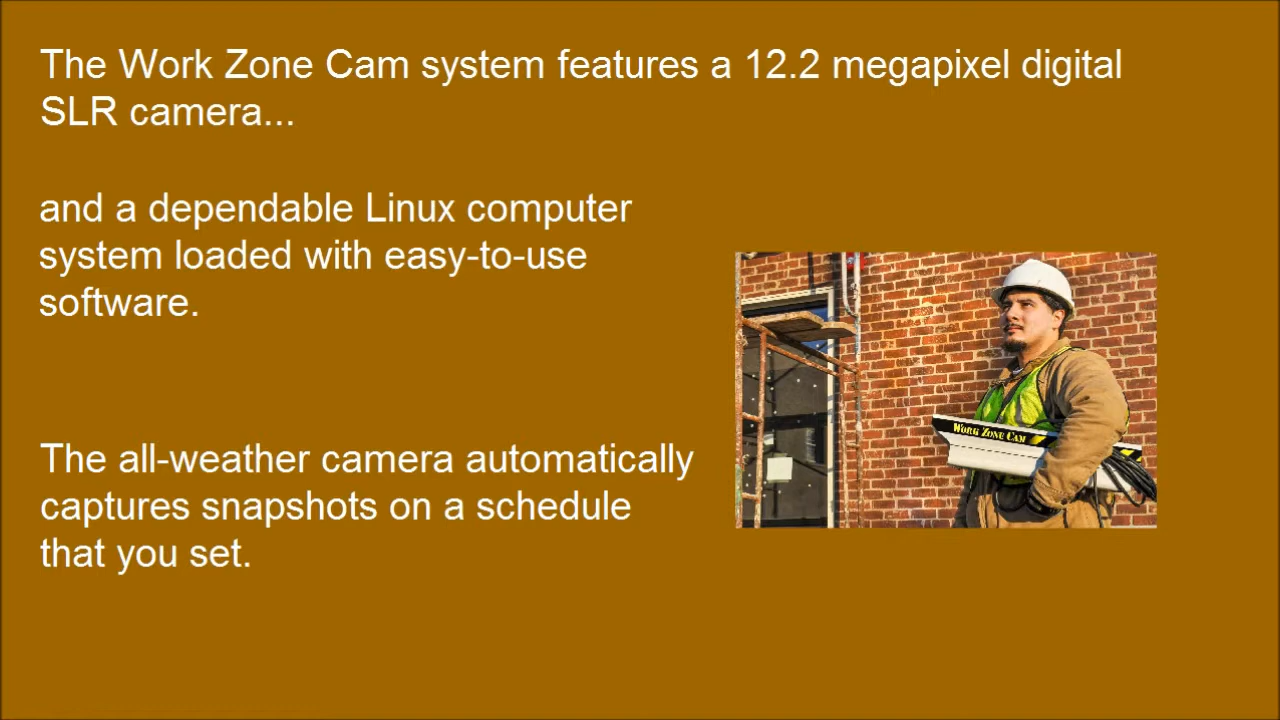 The Work Zone Cam system features a 12.2 megapixel digital
SLR camera...
and a dependable Linux computer
system loaded with easy-to-use
software.
WORK ZONE CAM
The all-weather camera automatically
captures snapshots on a schedule
that you set.